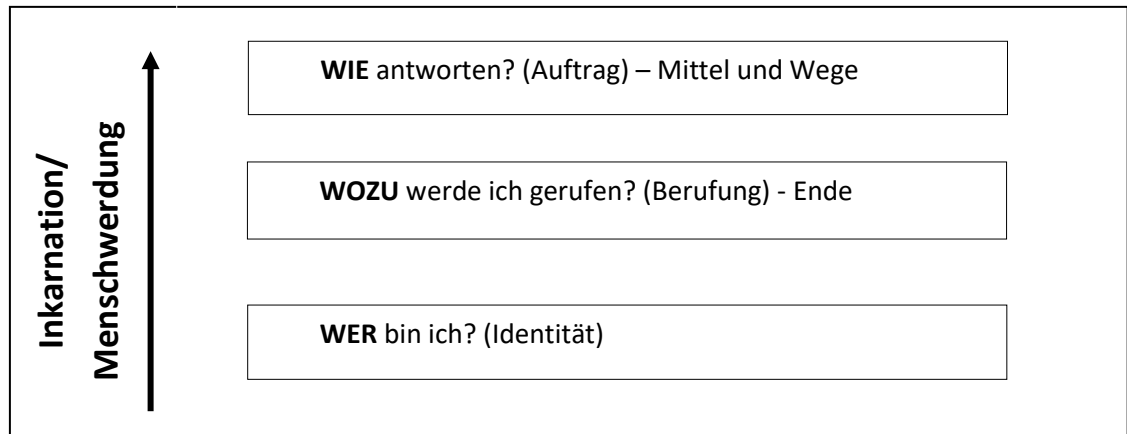 Inkarnation/
Menschwerdung
WIE antworten? (Auftrag) – Mittel und Wege
WOZU werde ich gerufen? (Berufung) - Ende
WER bin ich? (Identität)